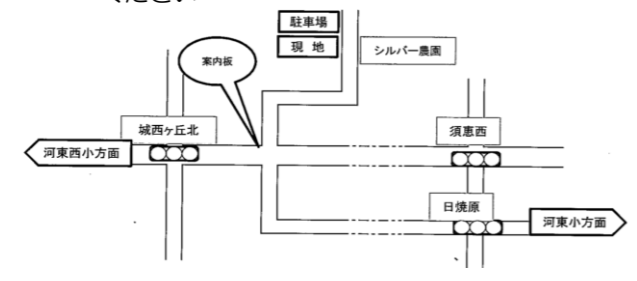 駐車場
現 地
シルバー農園
案内板
城西ヶ丘北
須恵西
河東西小方面
日焼原
河東小方面